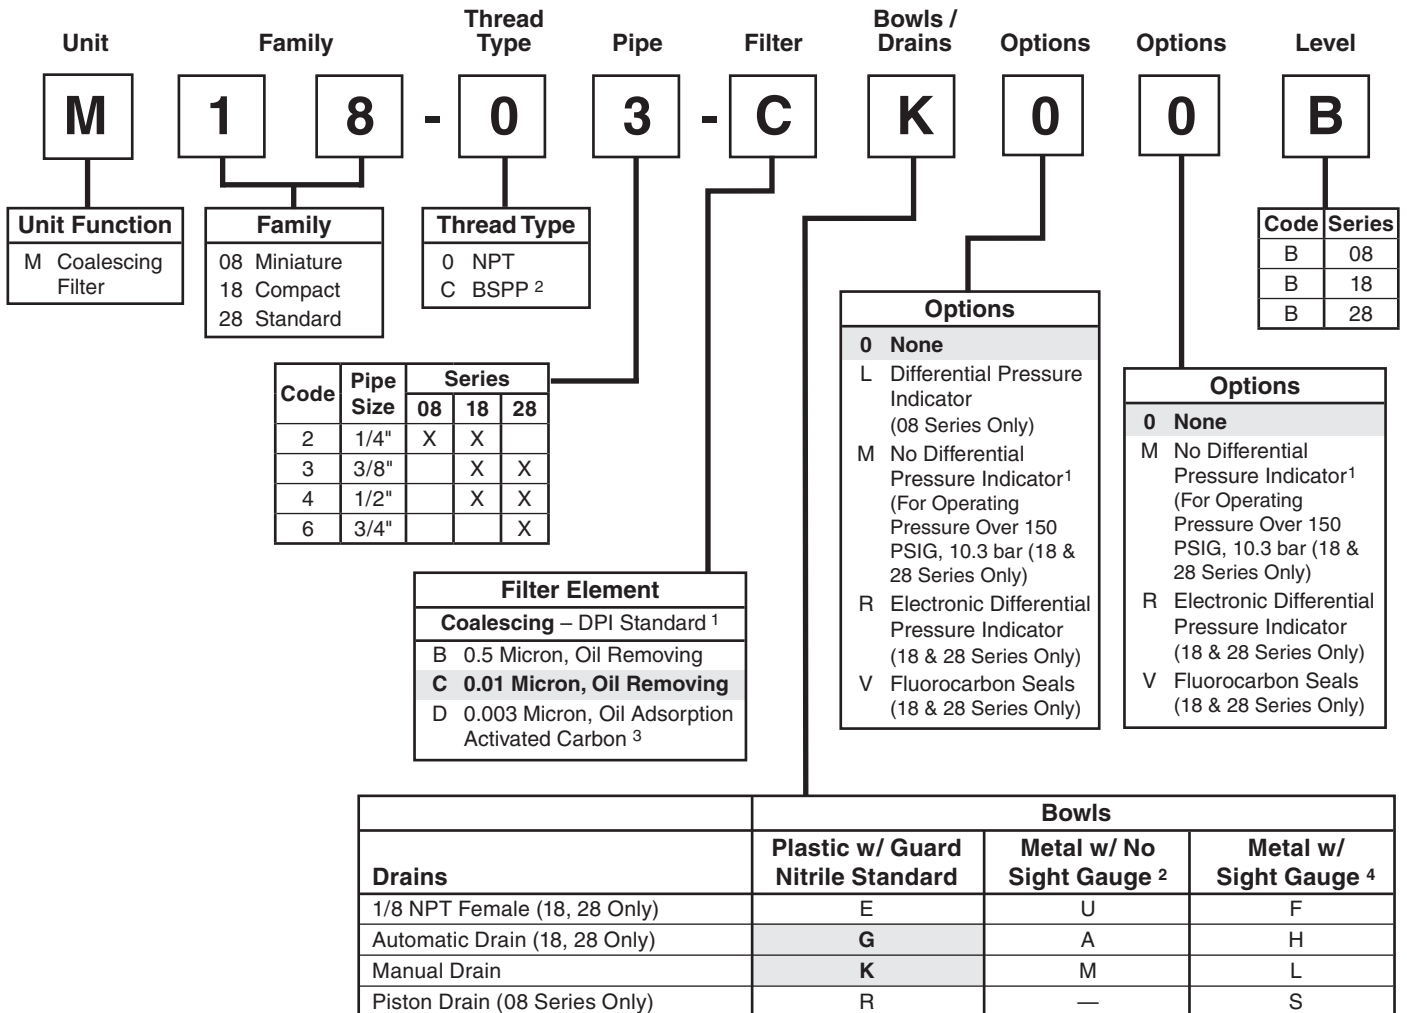 Unit Family Thread Type Pipe Filter Bowls / Drains Options Options Level
M 1 8 - 0 3 - C K 0 0 B
Unit Function
M Coalescing
Filter
Family
08 Miniature
18 Compact
28 Standard
Thread Type
0 NPT
C BSPP 2
Code Series
B 08
B 18
B 28
Code Pipe Size Series
08 18 28
2 1/4" X X
3 3/8" X X
4 1/2" X X
6 3/4" X
Options
0 None
L Differential Pressure
Indicator
(08 Series Only)
M No Differential
Pressure Indicator1
(For Operating
Pressure Over 150
PSIG, 10.3 bar (18 &
28 Series Only)
R Electronic Differential
Pressure Indicator
(18 & 28 Series Only)
V Fluorocarbon Seals
(18 & 28 Series Only)
Options
0 None
M No Differential
Pressure Indicator1
(For Operating
Pressure Over 150
PSIG, 10.3 bar (18 &
28 Series Only)
R Electronic Differential
Pressure Indicator
(18 & 28 Series Only)
V Fluorocarbon Seals
(18 & 28 Series Only)
Filter Element
Coalescing – DPI Standard 1
B 0.5 Micron, Oil Removing
C 0.01 Micron, Oil Removing
D 0.003 Micron, Oil Adsorption
Activated Carbon 3
Bowls
Drains Plastic w/ Guard Nitrile Standard Metal w/ No Sight Gauge 2 Metal w/ Sight Gauge 4
1/8 NPT Female (18, 28 Only) E U F
Automatic Drain (18, 28 Only) G A H
Manual Drain K M L
Piston Drain (08 Series Only) R — S